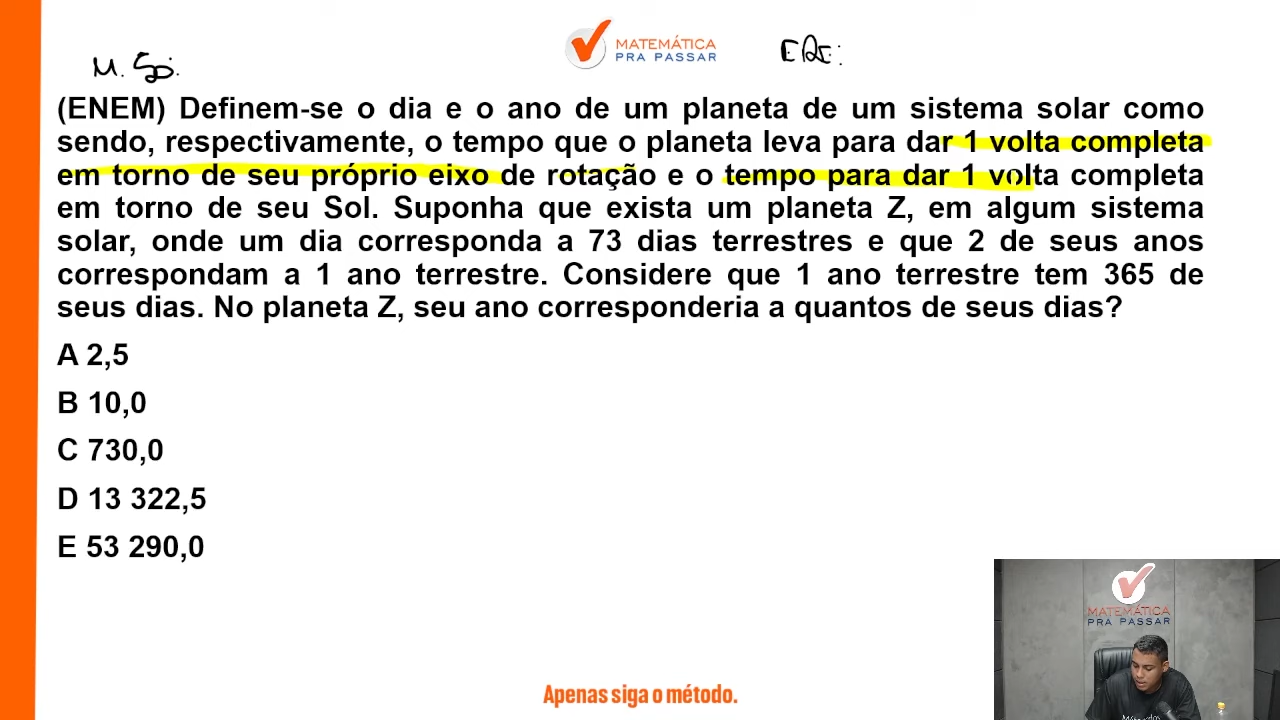 MATEMÁTICA
PRA PASSAR
(ENEM) Definem-se o dia e o ano de um planeta de um sistema solar como
sendo, respectivamente, o tempo que o planeta leva para dar 1 volta completa
em torno de seu próprio eixo de rotação e o tempo para dar 1 volta completa
em torno de seu Sol. Suponha que exista um planeta Z, em algum sistema
solar, onde um dia corresponda a 73 dias terrestres e que 2 de seus anos
correspondam a 1 ano terrestre. Considere que 1 ano terrestre tem 365 de
seus dias. No planeta Z, seu ano corresponderia a quantos de seus dias?
A 2,5
B 10,0
C 730,0
D 13 322,5
E 53 290,0
MATEMÁTICA
PRA PASSAR
Apenas siga o método.